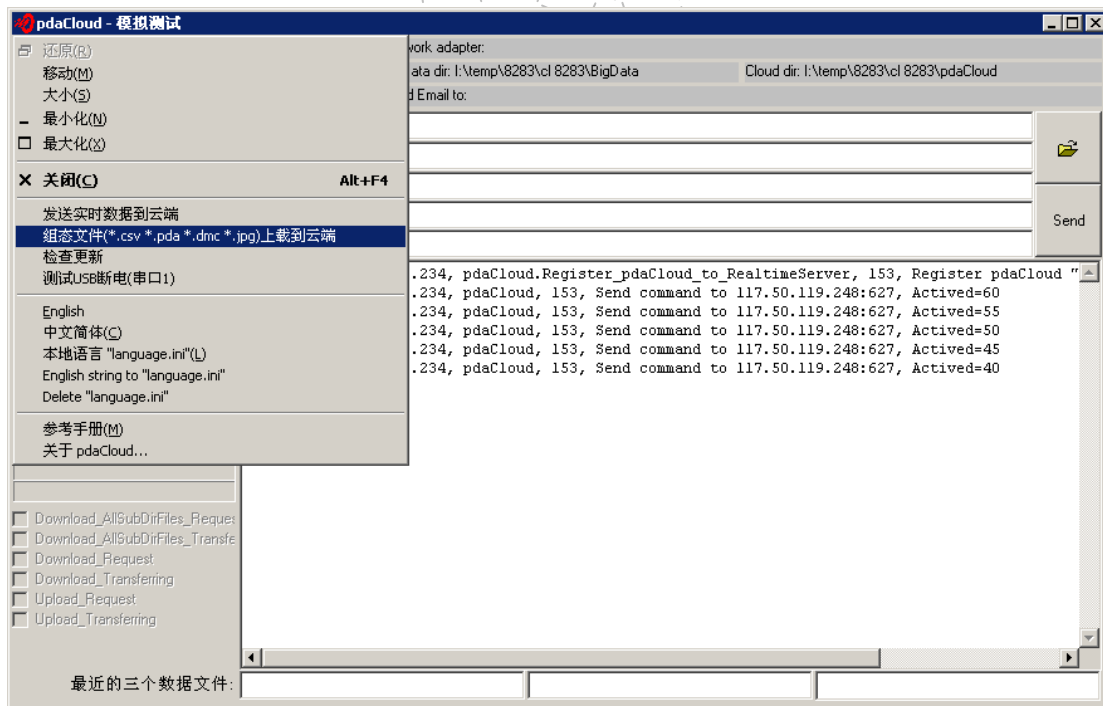 pdaCloud - 模拟测试
还原(R)
移动(M)
大小(S)
最小化(N)
最大化(X)
关闭(C) Alt+F4
发送实时数据到云端
组态文件(*.csv *.pda *.dmc *.jpg)上载到云端
检查更新
测试USB断电(串口1)
English
中文简体(C)
本地语言 "language.ini"(L)
English string to "language.ini"
Delete "language.ini"
参考手册(M)
关于 pdaCloud...
work adapter:
ata dir: I:\temp\8283\cl 8283\BigData Cloud dir: I:\temp\8283\cl 8283\pdaCloud
d Email to:
Send
.234, pdaCloud.Register_pdaCloud_to_RealtimeServer, 153, Register pdaCloud "
.234, pdaCloud, 153, Send command to 117.50.119.248:627, Actived=60
.234, pdaCloud, 153, Send command to 117.50.119.248:627, Actived=55
.234, pdaCloud, 153, Send command to 117.50.119.248:627, Actived=50
.234, pdaCloud, 153, Send command to 117.50.119.248:627, Actived=45
.234, pdaCloud, 153, Send command to 117.50.119.248:627, Actived=40
Download_AllSubDirFiles_Reques
Download_AllSubDirFiles_Transfe
Download_Request
Download_Transferring
Upload_Request
Upload_Transferring
最近的三个数据文件: